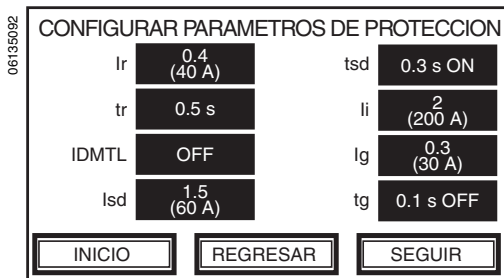 06135092
CONFIGURAR PARAMETROS DE PROTECCION
Ir
0.4
(40 A)
tsd
0.3 s ON
tr
0.5 s
Ii
2
(200 A)
IDMTL
OFF
Ig
0.3
(30 A)
Isd
1.5
(60 A)
tg
0.1 s OFF
INICIO
REGRESAR
SEGUIR